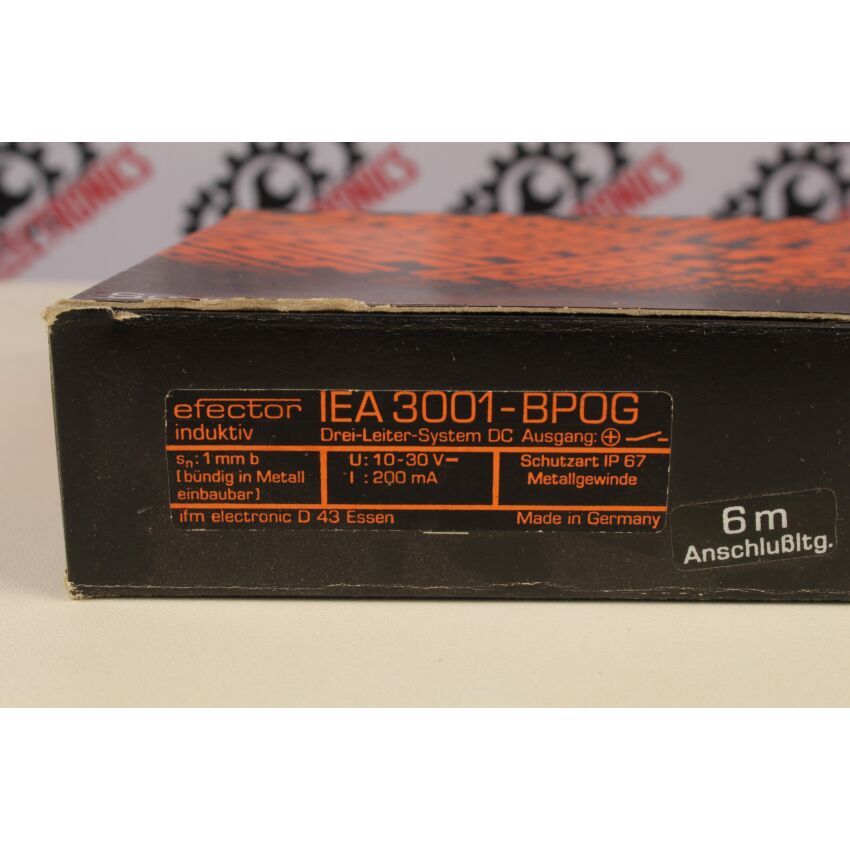 efector IEA 3001-BPOG
induktiv Drei-Leiter-System DC Ausgang:
sn: 1 mm b
[bündig in Metall
einbaubar]
U: 10-30 V
I : 200 mA
Schutzart IP 67
Metallgewinde
ifm electronic D 43 Essen Made in Germany
6 m
Anschlußltg.